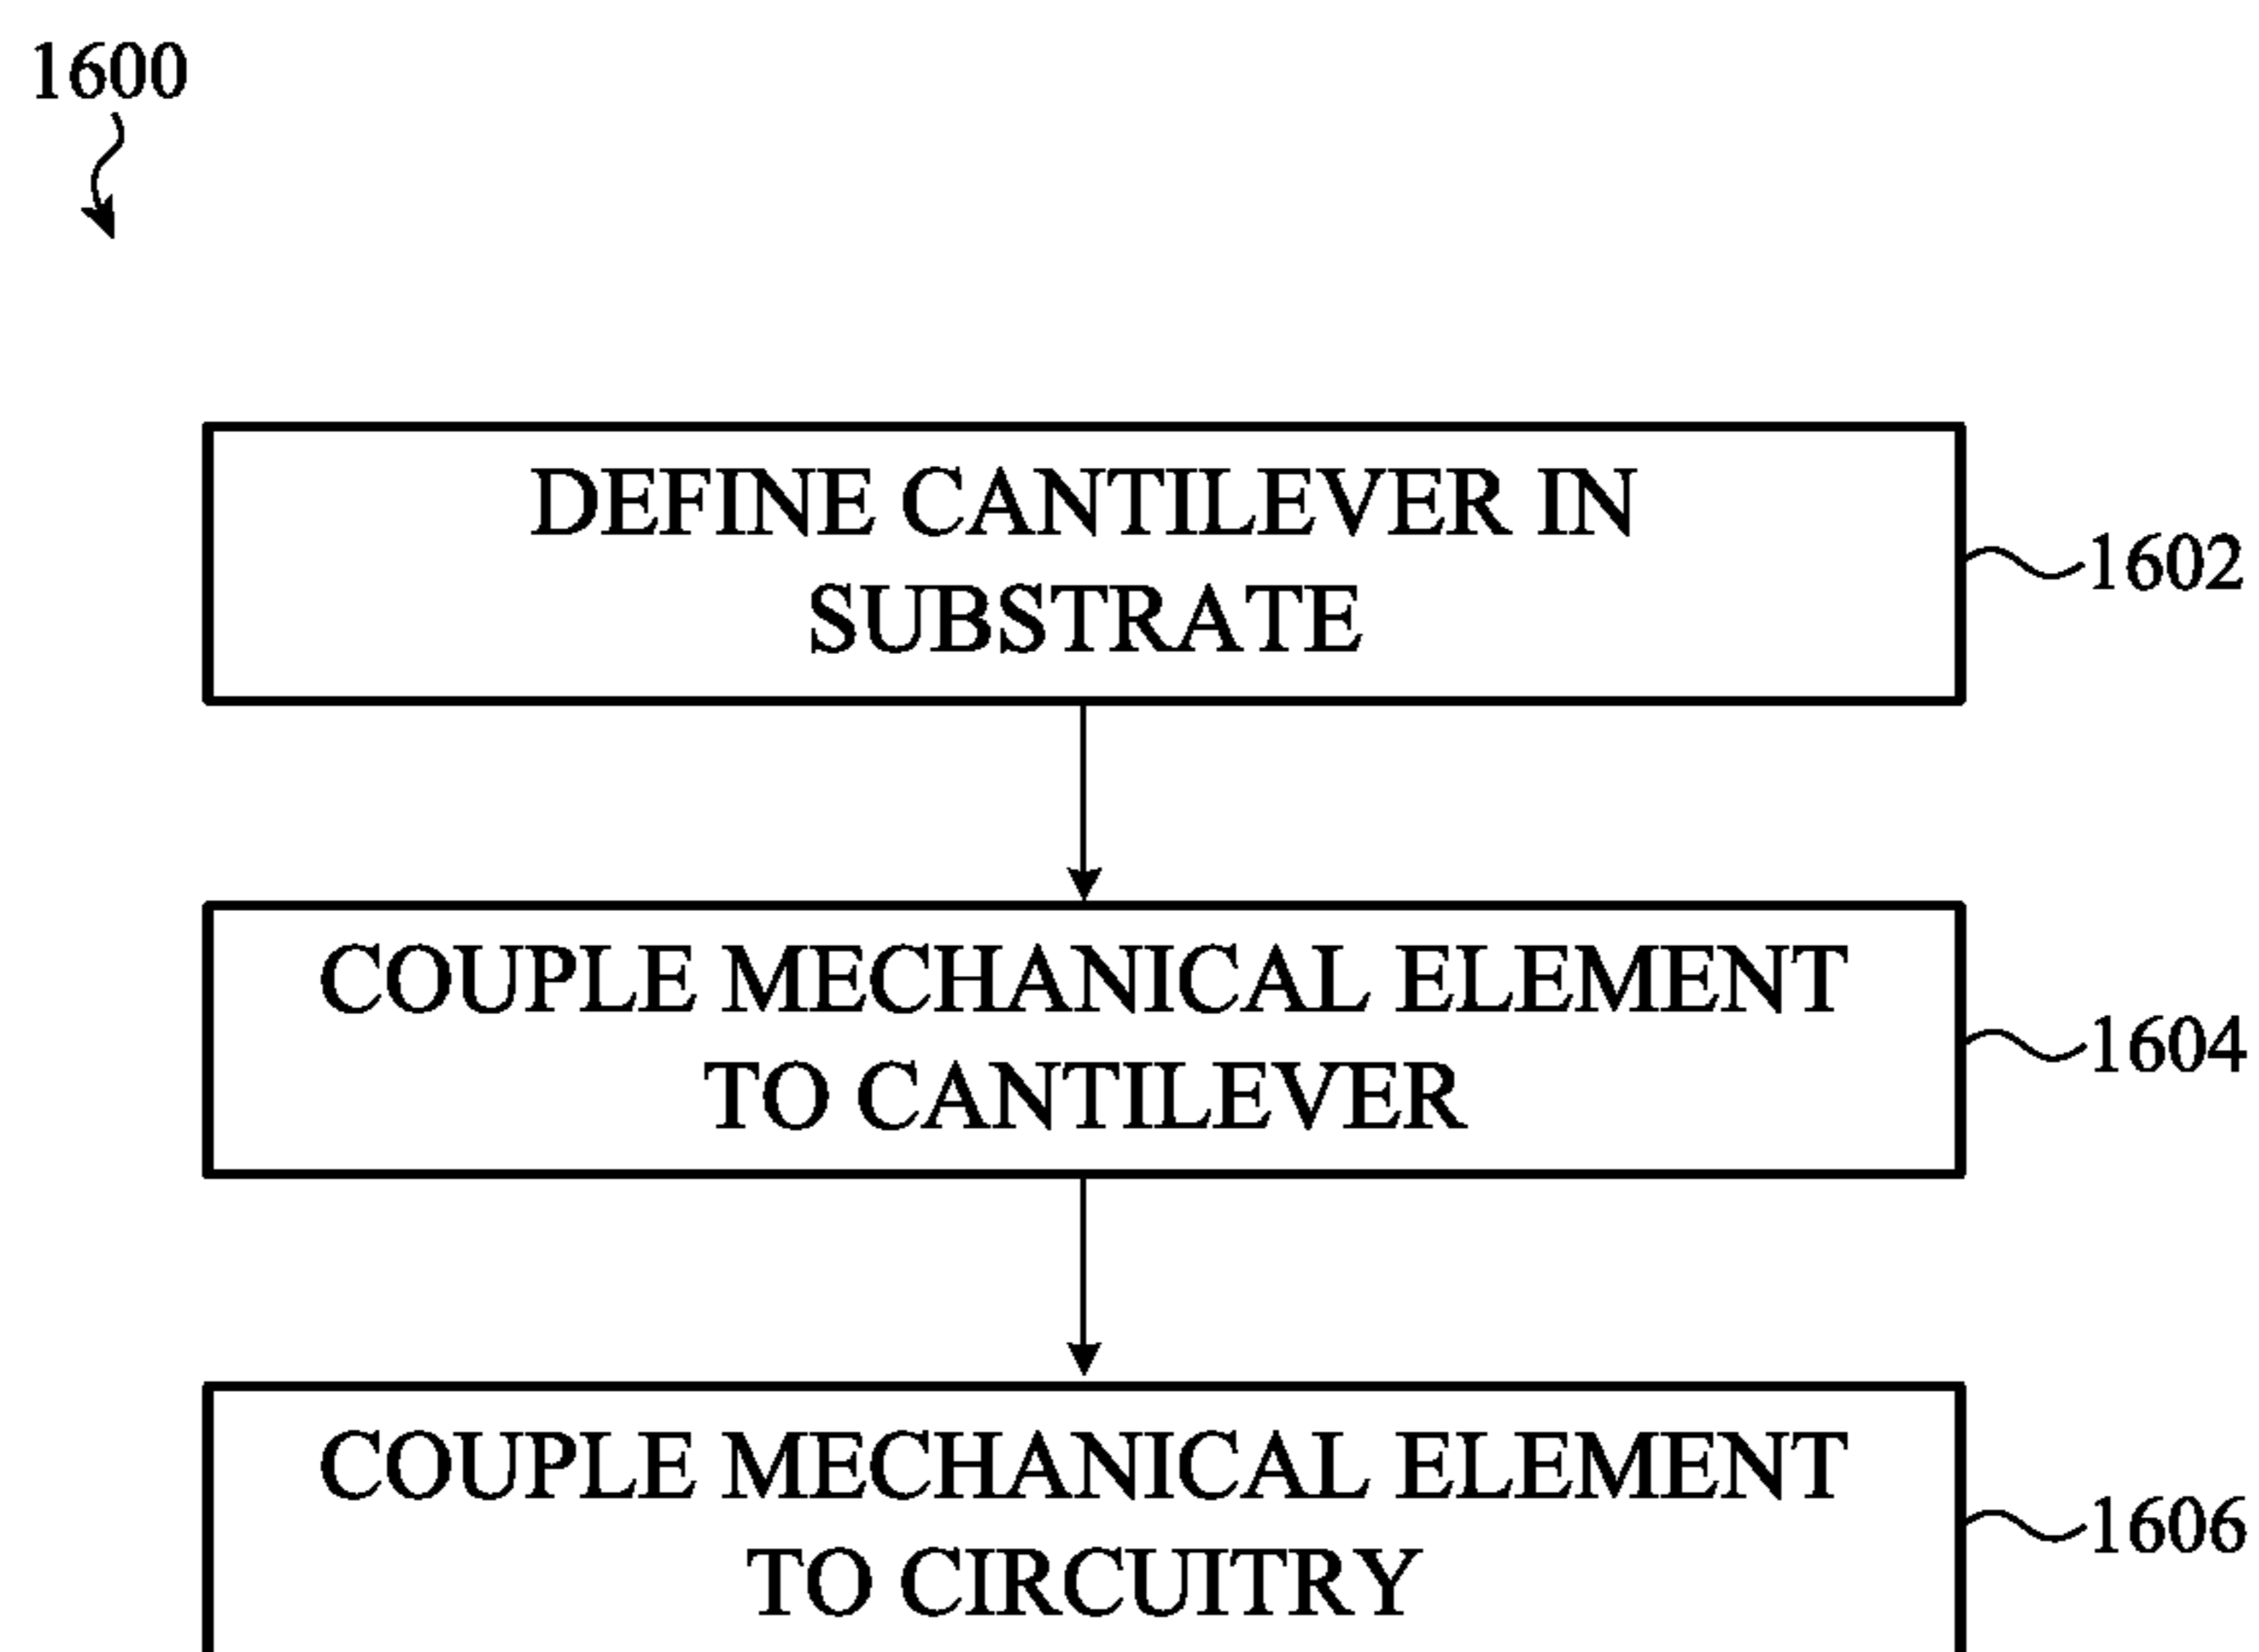 1600
DEFINE CANTILEVER IN
SUBSTRATE
1602
COUPLE MECHANICAL ELEMENT
TO CANTILEVER
1604
COUPLE MECHANICAL ELEMENT
TO CIRCUITRY
1606